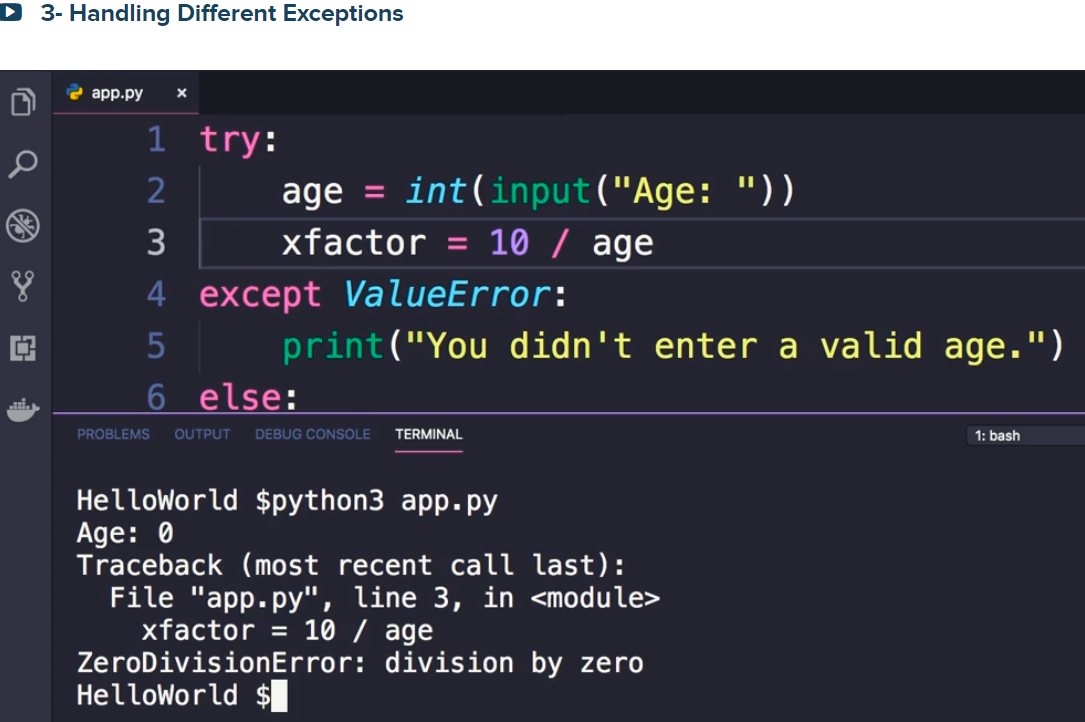 3- Handling Different Exceptions
app.py ×
1 try:
2     age = int(input("Age: "))
3     xfactor = 10 / age
4 except ValueError:
5     print("You didn't enter a valid age.")
6 else:
PROBLEMS OUTPUT DEBUG CONSOLE TERMINAL 1: bash
HelloWorld $python3 app.py
Age: 0
Traceback (most recent call last):
  File "app.py", line 3, in <module>
    xfactor = 10 / age
ZeroDivisionError: division by zero
HelloWorld $